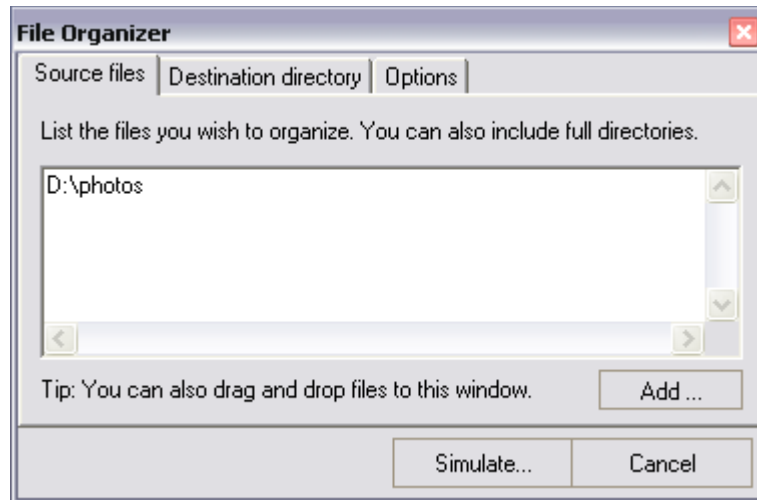 File Organizer
Source files Destination directory Options
List the files you wish to organize. You can also include full directories.
D:\photos
Tip: You can also drag and drop files to this window. Add ...
Simulate... Cancel